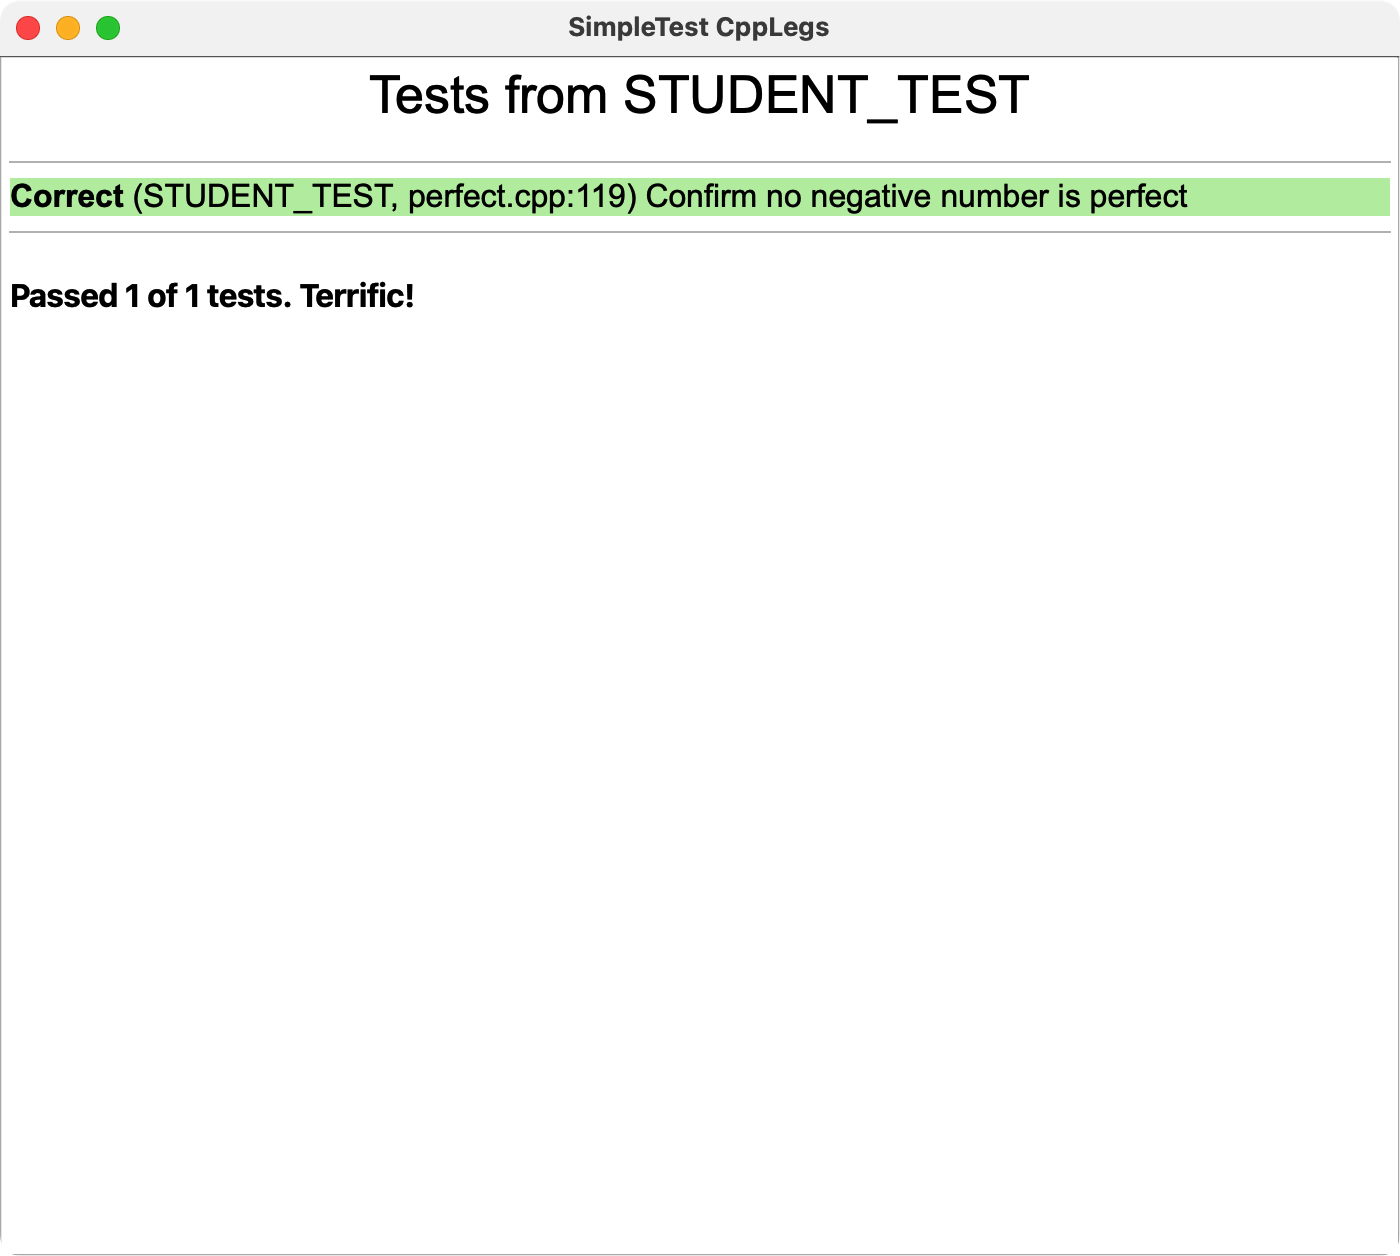 SimpleTest CppLegs
Tests from STUDENT_TEST
Correct (STUDENT_TEST, perfect.cpp:119) Confirm no negative number is perfect
Passed 1 of 1 tests. Terrific!